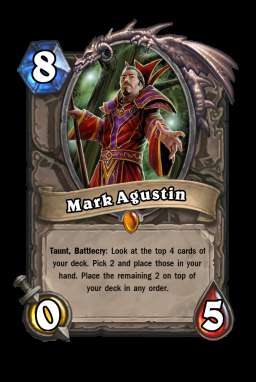 8
Mark Agustin
Taunt, Battlecry: Look at the top 4 cards of
your deck. Pick 2 and place those in your
hand. Place the remaining 2 on top of
your deck in any order.
0
5